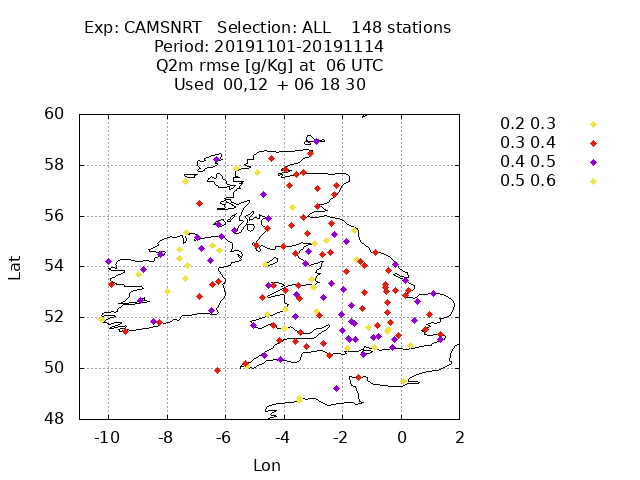 Exp: CAMSNRT Selection: ALL 148 stations
Period: 20191101-20191114
Q2m rmse [g/Kg] at 06 UTC
Used 00,12 + 06 18 30
60
58
56
54
52
50
48
-10 -8 -6 -4 -2 0 2
Lat
Lon
0.2 0.3
0.3 0.4
0.4 0.5
0.5 0.6